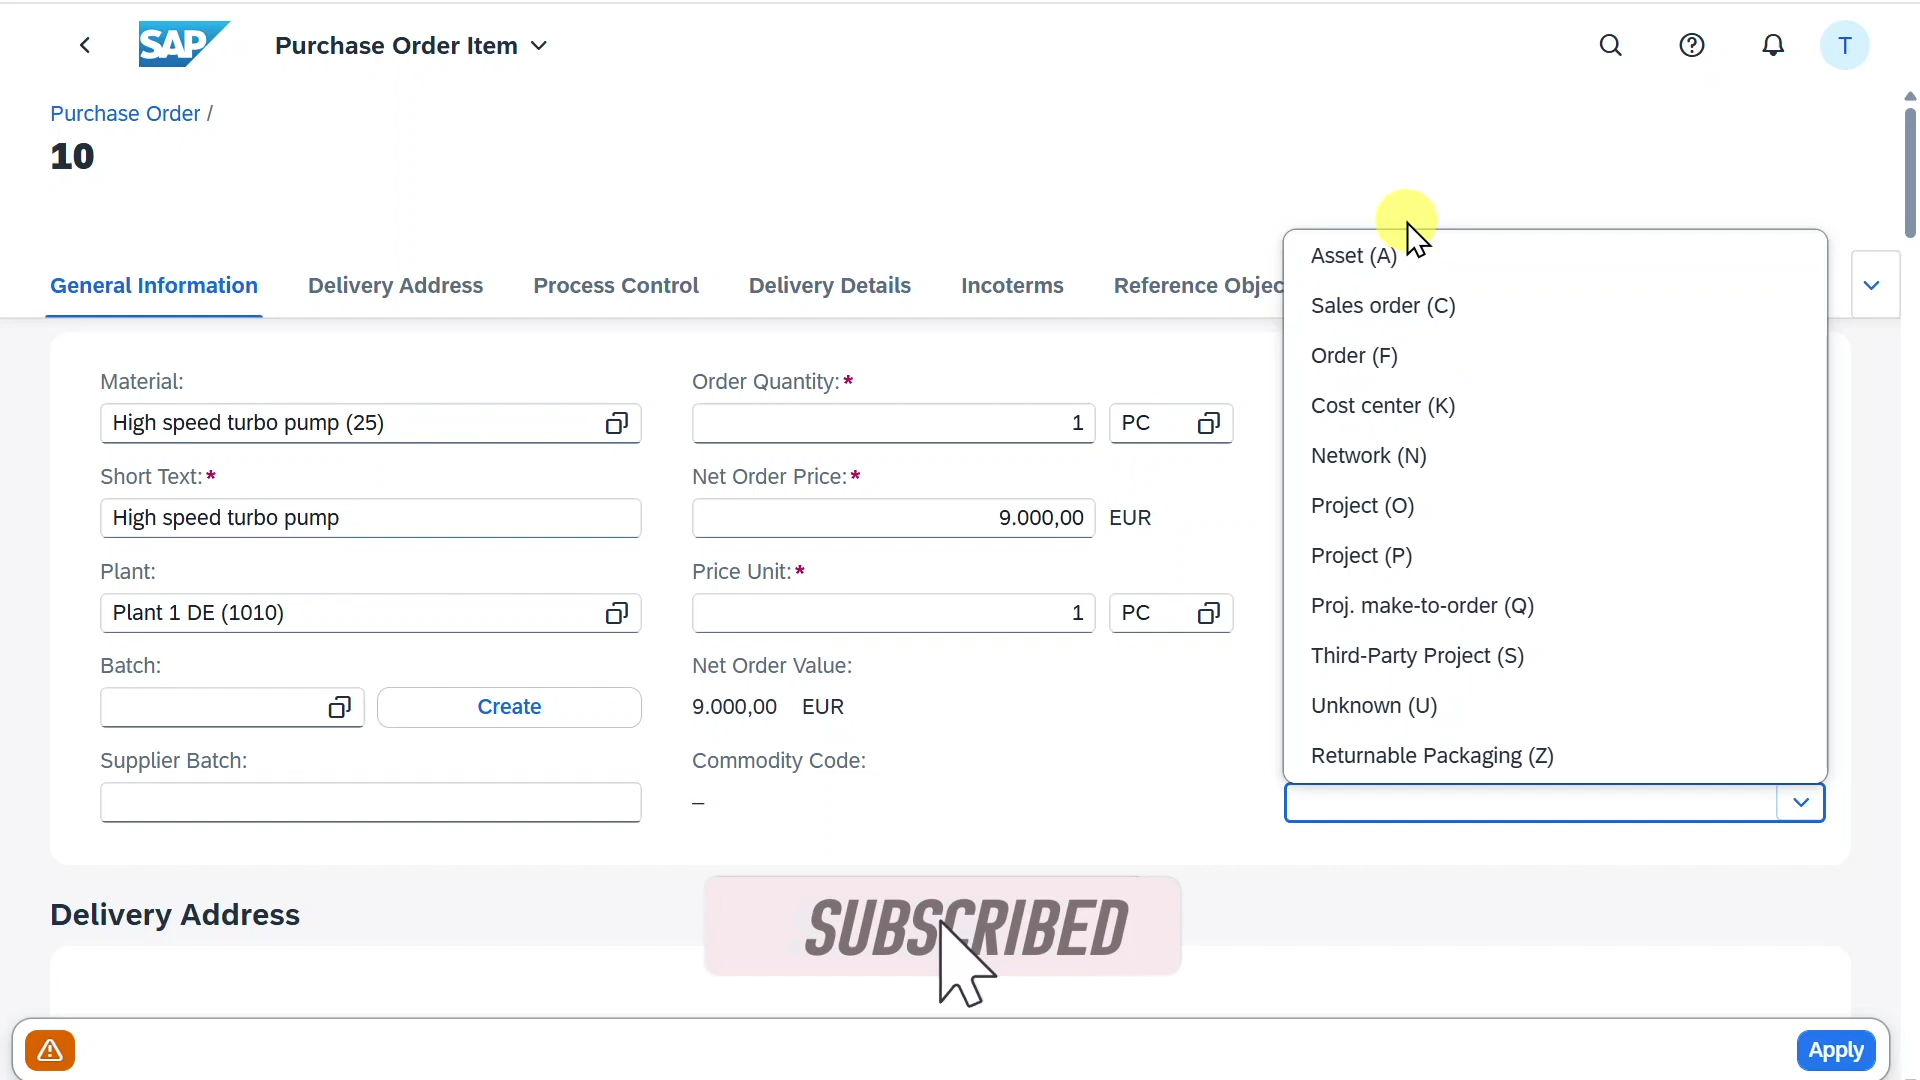 SAP
Purchase Order Item
T
Purchase Order /
10
General Information
Delivery Address
Process Control
Delivery Details
Incoterms
Reference Objec
Material:
High speed turbo pump (25)
Short Text:*
High speed turbo pump
Plant:
Plant 1 DE (1010)
Batch:
Create
Supplier Batch:
Order Quantity:*
1 PC
Net Order Price:*
9.000,00 EUR
Price Unit:*
1 PC
Net Order Value:
9.000,00 EUR
Commodity Code:
–
Asset (A)
Sales order (C)
Order (F)
Cost center (K)
Network (N)
Project (O)
Project (P)
Proj. make-to-order (Q)
Third-Party Project (S)
Unknown (U)
Returnable Packaging (Z)
Delivery Address
SUBSCRIBED
Apply